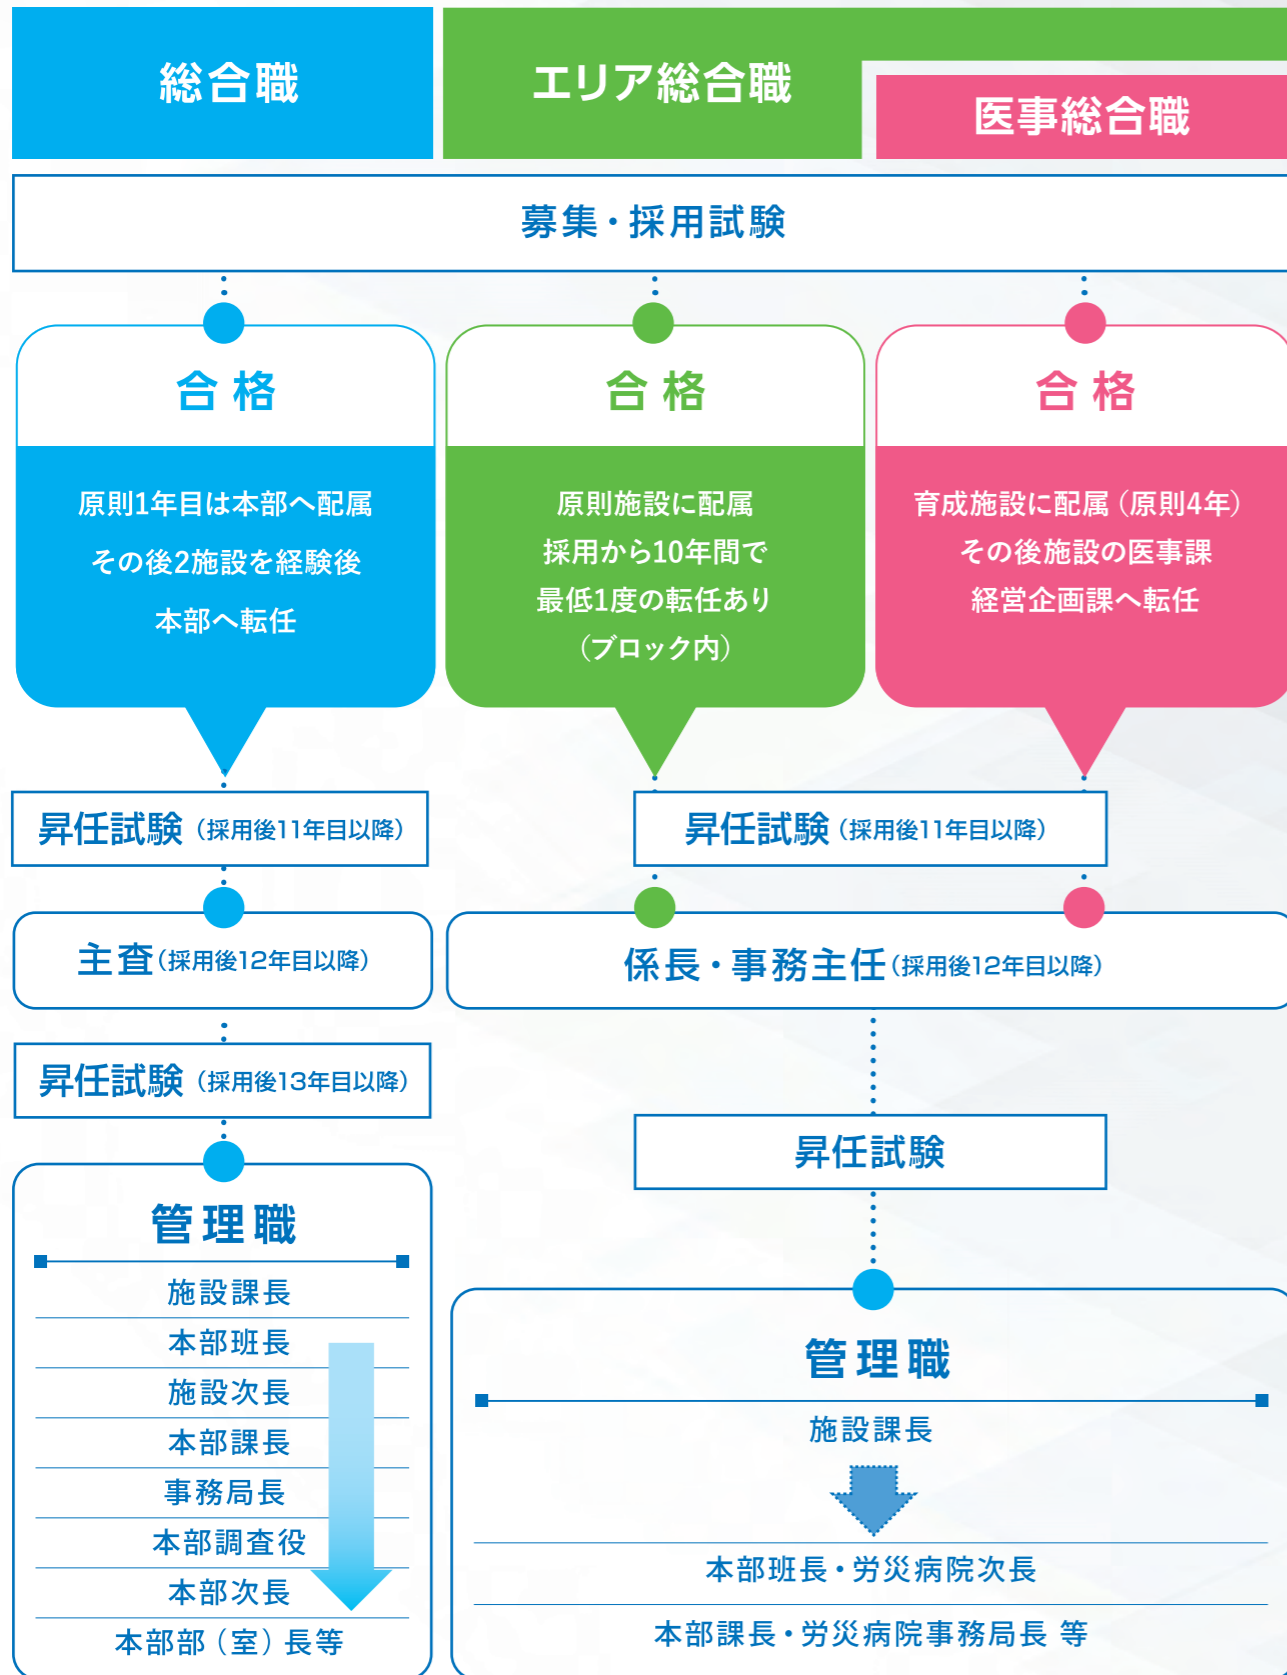 総合職
エリア総合職
医事総合職
募集・採用試験
合格
原則1年目は本部へ配属
その後2施設を経験後
本部へ転任
合格
原則施設に配属
採用から10年間で
最低1度の転任あり
（ブロック内）
合格
育成施設に配属（原則4年）
その後施設の医事課
経営企画課へ転任
昇任試験（採用後11年目以降）
主査（採用後12年目以降）
昇任試験（採用後13年目以降）
管理職
施設課長
本部班長
施設次長
本部課長
事務局長
本部調査役
本部次長
本部部（室）長等
昇任試験（採用後11年目以降）
係長・事務主任（採用後12年目以降）
昇任試験
管理職
施設課長
本部班長・労災病院次長
本部課長・労災病院事務局長 等